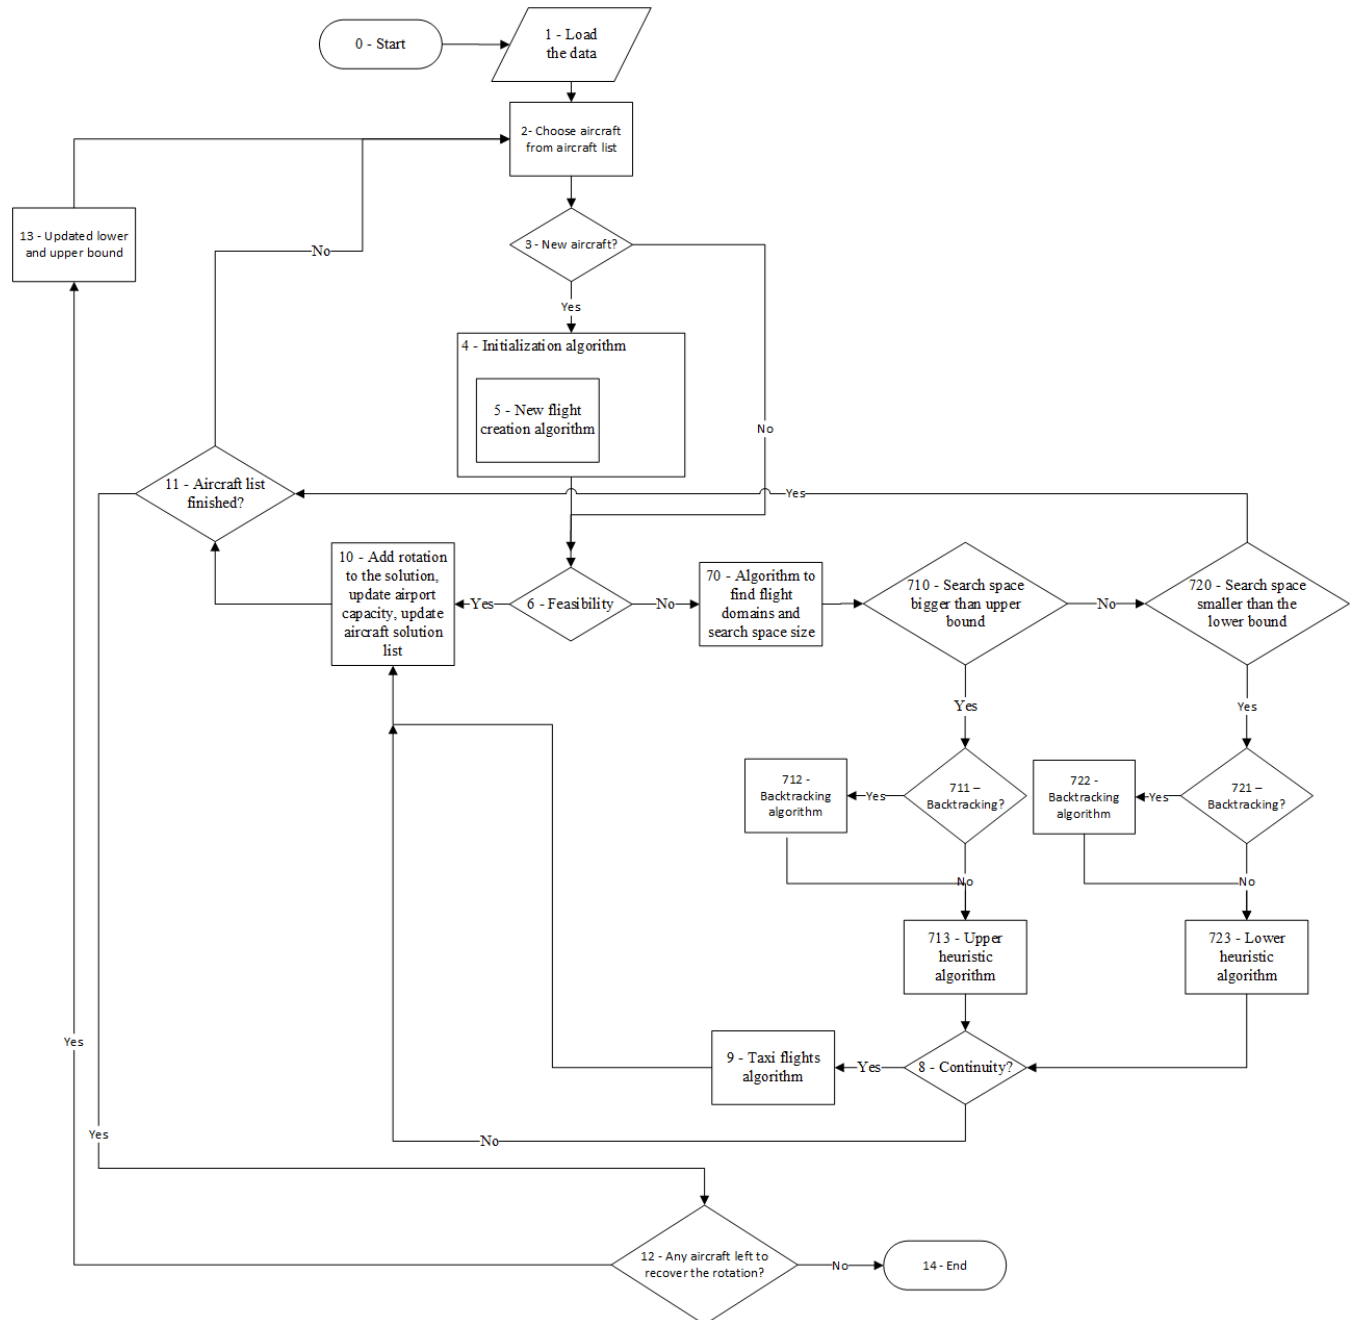 0 - Start
1 - Load
the data
2- Choose aircraft
from aircraft list
13 - Updated lower
and upper bound
No
3 - New aircraft?
Yes
4 - Initialization algorithm
5 - New flight
creation algorithm
No
11 - Aircraft list
finished?
Yes
10 - Add rotation
to the solution,
update airport
capacity, update
aircraft solution
list
Yes
6 - Feasibility
No
70 - Algorithm to
find flight
domains and
search space size
710 - Search space
bigger than upper
bound
No
720 - Search space
smaller than the
lower bound
Yes
Yes
712 -
Backtracking
algorithm
Yes
711 –
Backtracking?
722 -
Backtracking
algorithm
Yes
721 –
Backtracking?
No
No
713 - Upper
heuristic
algorithm
723 - Lower
heuristic
algorithm
Yes
9 - Taxi flights
algorithm
Yes
8 - Continuity?
Yes
No
12 - Any aircraft left to
recover the rotation?
No
14 - End